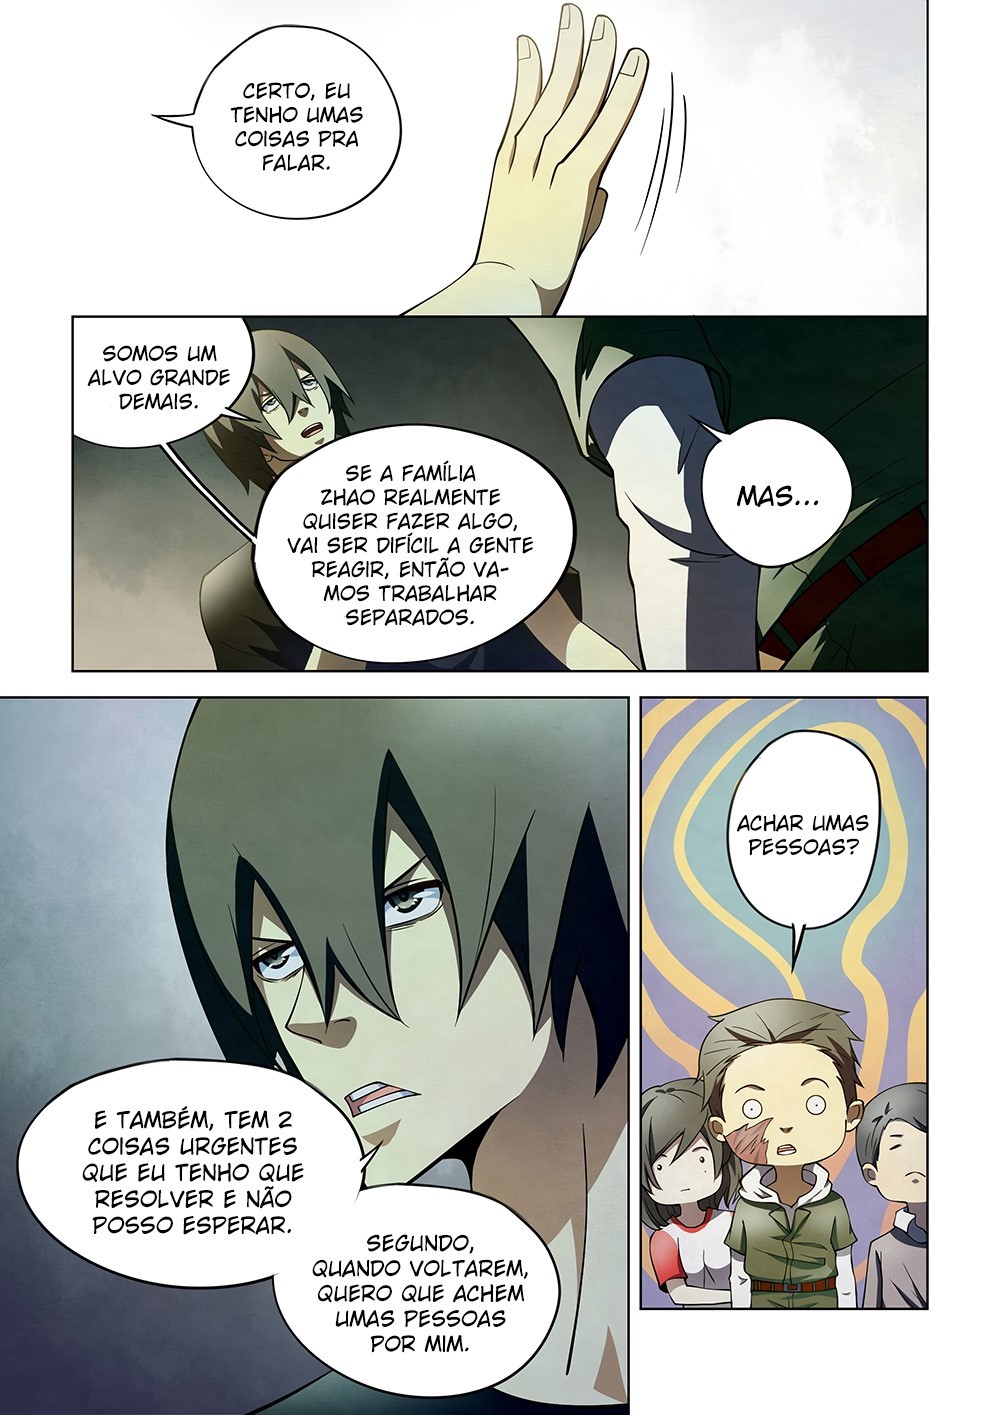 CERTO, EU
TENHO UMAS
COISAS PRA
FALAR.
SOMOS UM
ALVO GRANDE
DEMAIS.
SE A FAMÍLIA
ZHAO REALMENTE
QUISER FAZER ALGO,
VAI SER DIFÍCIL A GENTE
REAGIR, ENTÃO VA-
MOS TRABALHAR
SEPARADOS.
MAS...
E TAMBÉM, TEM 2
COISAS URGENTES
QUE EU TENHO QUE
RESOLVER E NÃO
POSSO ESPERAR.
SEGUNDO,
QUANDO VOLTAREM,
QUERO QUE ACHEM
UMAS PESSOAS
POR MIM.
ACHAR UMAS
PESSOAS?